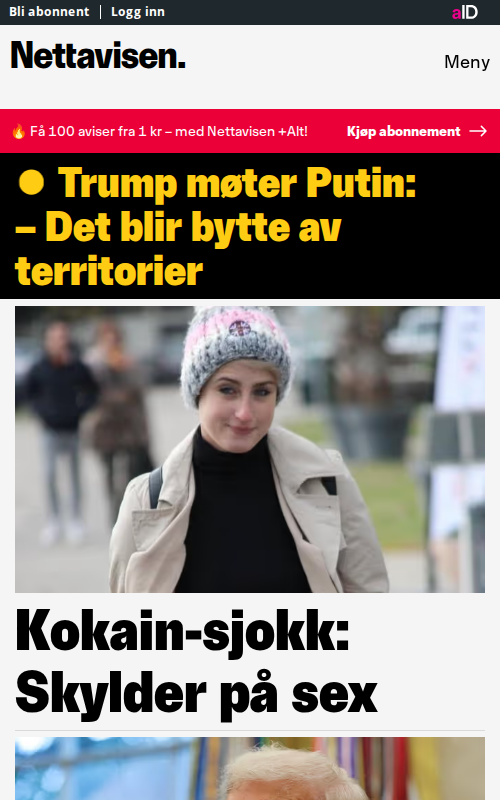 Bli abonnent
Logg inn
aID
Nettavisen.
Meny
🔥 Få 100 aviser fra 1 kr – med Nettavisen +Alt!
Kjøp abonnement →
Trump møter Putin:
– Det blir bytte av
territorier
Kokain-sjokk:
Skylder på sex